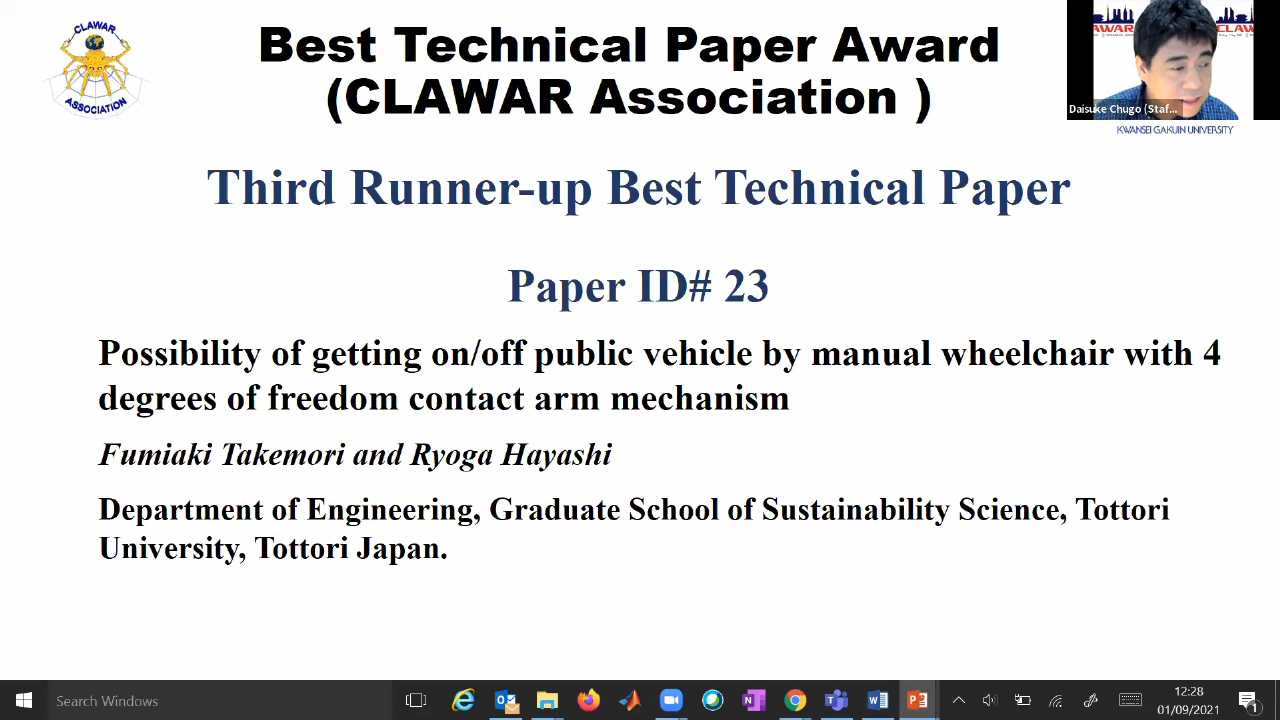 CLAWAR
ASSOCIATION
Best Technical Paper Award
(CLAWAR Association )
Daisuke Chugo (Staf...
KWANSEI GAKUIN UNIVERSITY
Third Runner-up Best Technical Paper
Paper ID# 23
Possibility of getting on/off public vehicle by manual wheelchair with 4
degrees of freedom contact arm mechanism
Fumiaki Takemori and Ryoga Hayashi
Department of Engineering, Graduate School of Sustainability Science, Tottori
University, Tottori Japan.
Search Windows
12:28
01/09/2021